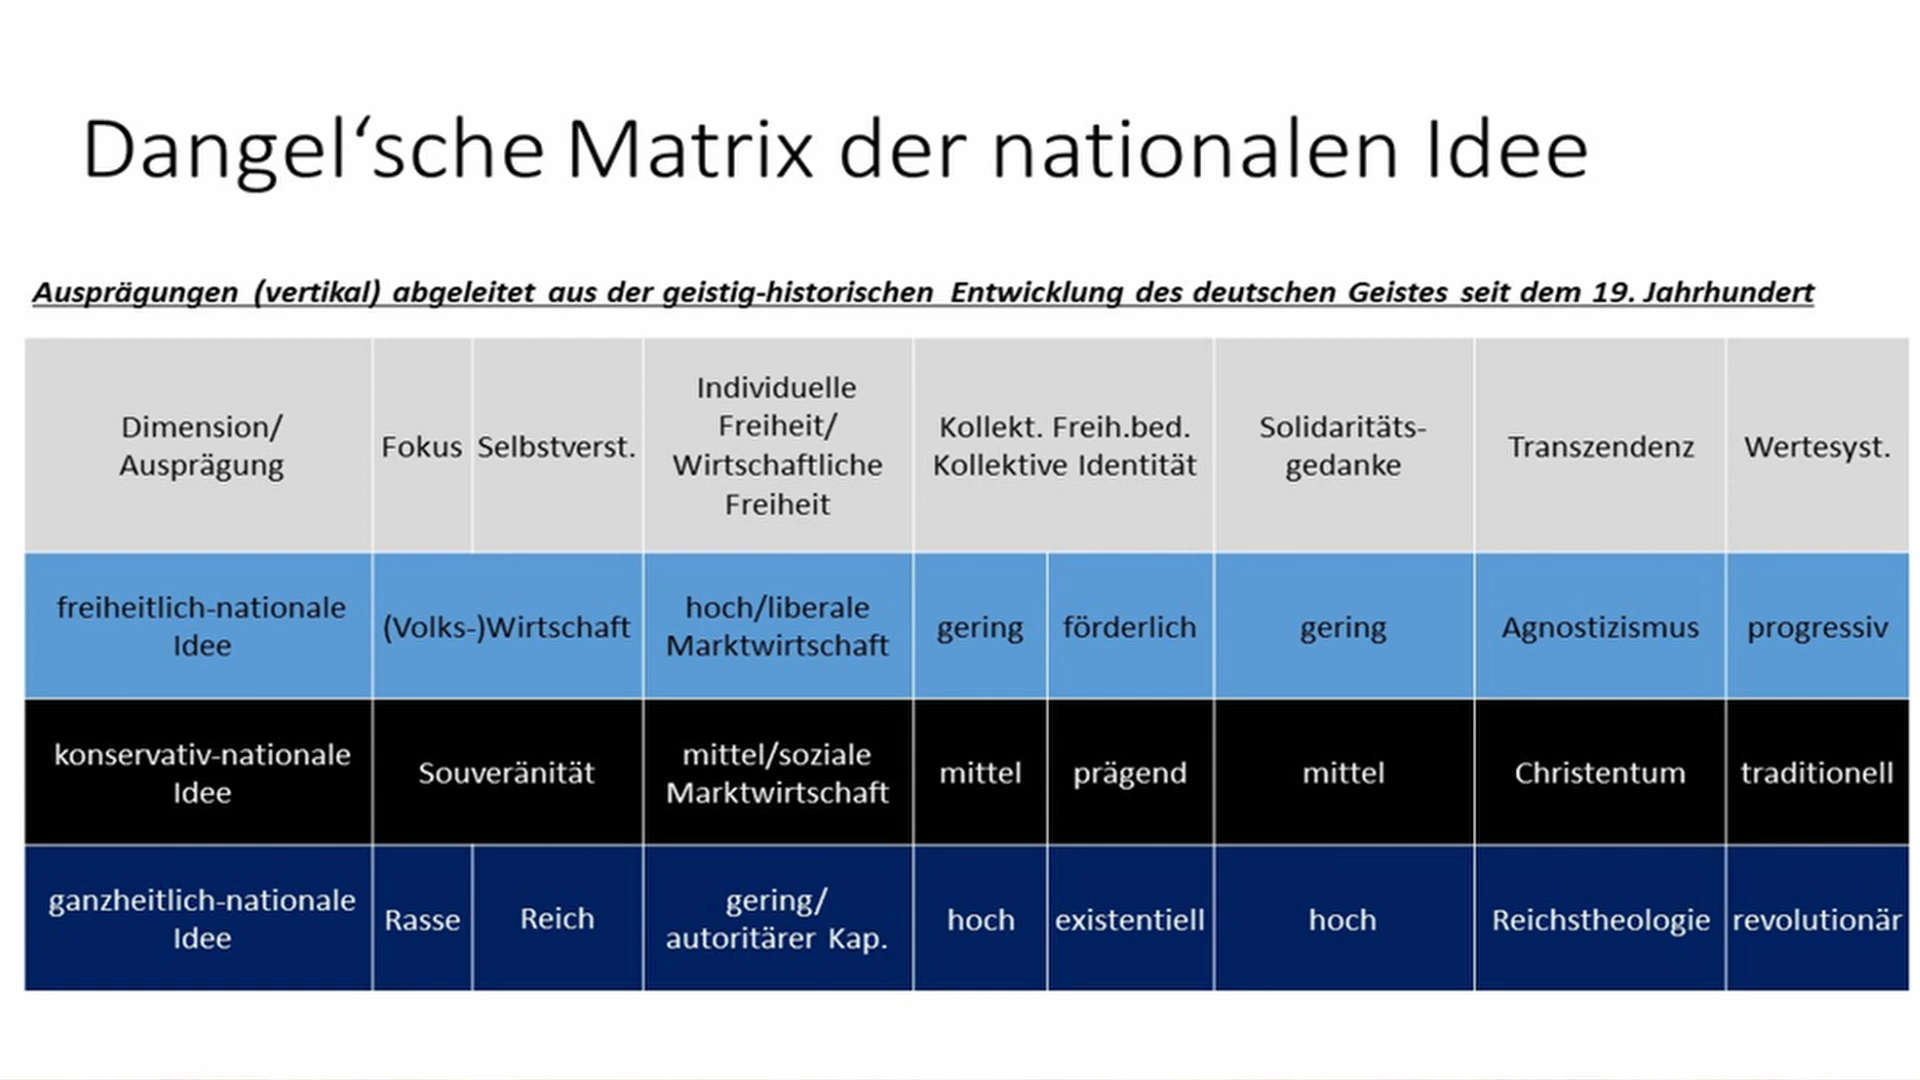 Dangel‘sche Matrix der nationalen Idee
Ausprägungen (vertikal) abgeleitet aus der geistig-historischen Entwicklung des deutschen Geistes seit dem 19. Jahrhundert
Dimension/
Ausprägung
Fokus
Selbstverst.
Individuelle
Freiheit/
Wirtschaftliche
Freiheit
Kollekt. Freih.bed.
Kollektive Identität
Solidaritäts-
gedanke
Transzendenz
Wertesyst.
freiheitlich-nationale
Idee
(Volks-)Wirtschaft
hoch/liberale
Marktwirtschaft
gering
förderlich
gering
Agnostizismus
progressiv
konservativ-nationale
Idee
Souveränität
mittel/soziale
Marktwirtschaft
mittel
prägend
mittel
Christentum
traditionell
ganzheitlich-nationale
Idee
Rasse
Reich
gering/
autoritärer Kap.
hoch
existentiell
hoch
Reichstheologie
revolutionär